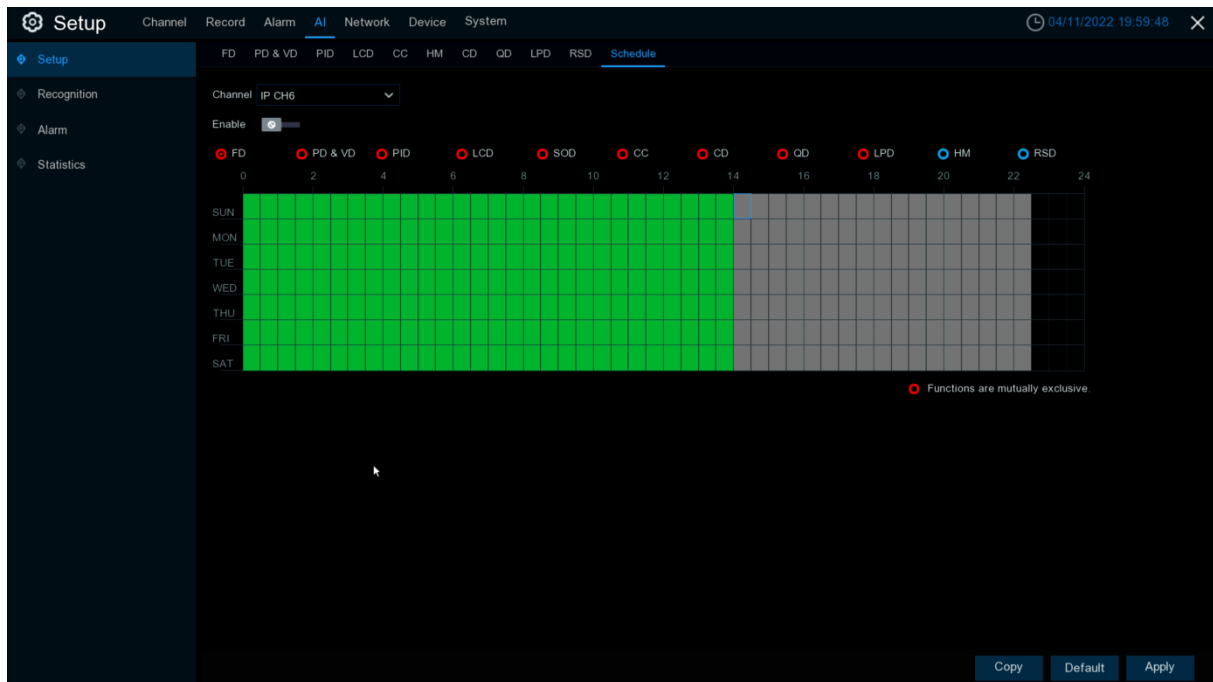 Setup Channel Record Alarm AI Network Device System 04/11/2022 19:59:48
Setup
Recognition
Alarm
Statistics
FD PD & VD PID LCD CC HM CD QD LPD RSD Schedule
Channel IP CH6
Enable
FD PD & VD PID LCD SOD CC CD QD LPD HM RSD
0 2 4 6 8 10 12 14 16 18 20 22 24
SUN
MON
TUE
WED
THU
FRI
SAT
Functions are mutually exclusive.
Copy Default Apply